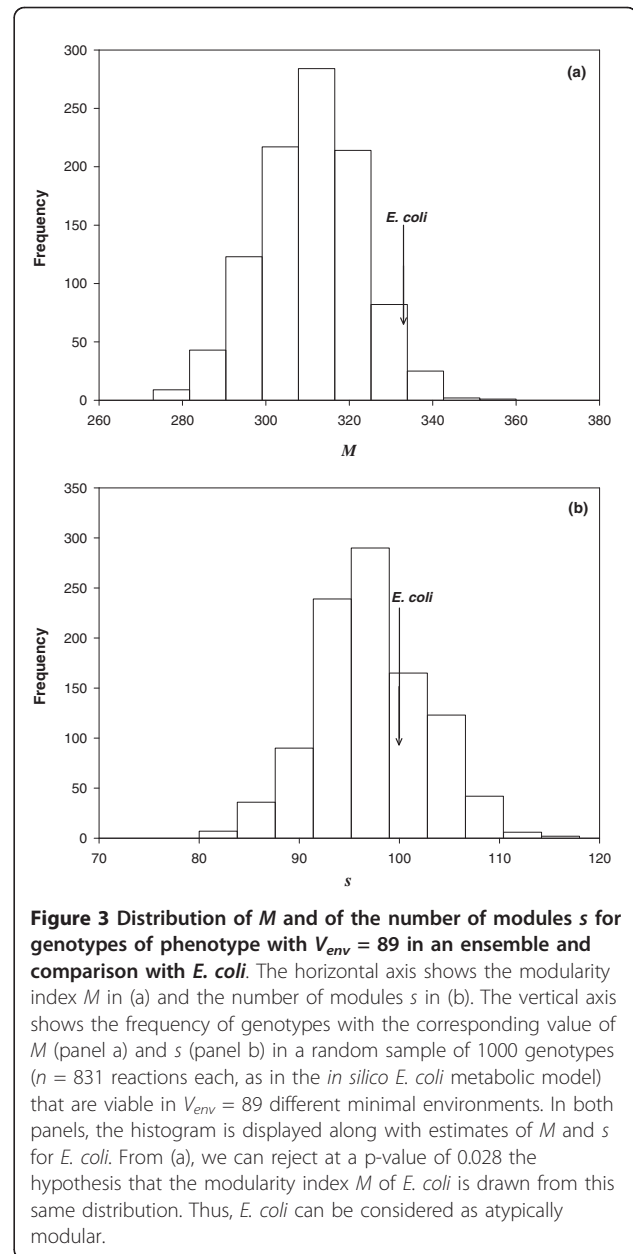 300
(a)
250
200
E. coli
150
100
50
0
Frequency
260 280 300 320 340 360 380
M
350
(b)
300
250
E. coli
200
150
100
50
0
Frequency
70 80 90 100 110 120
s
Figure 3 Distribution of M and of the number of modules s for
genotypes of phenotype with Venv = 89 in an ensemble and
comparison with E. coli. The horizontal axis shows the modularity
index M in (a) and the number of modules s in (b). The vertical axis
shows the frequency of genotypes with the corresponding value of
M (panel a) and s (panel b) in a random sample of 1000 genotypes
(n = 831 reactions each, as in the in silico E. coli metabolic model)
that are viable in Venv = 89 different minimal environments. In both
panels, the histogram is displayed along with estimates of M and s
for E. coli. From (a), we can reject at a p-value of 0.028 the
hypothesis that the modularity index M of E. coli is drawn from this
same distribution. Thus, E. coli can be considered as atypically
modular.